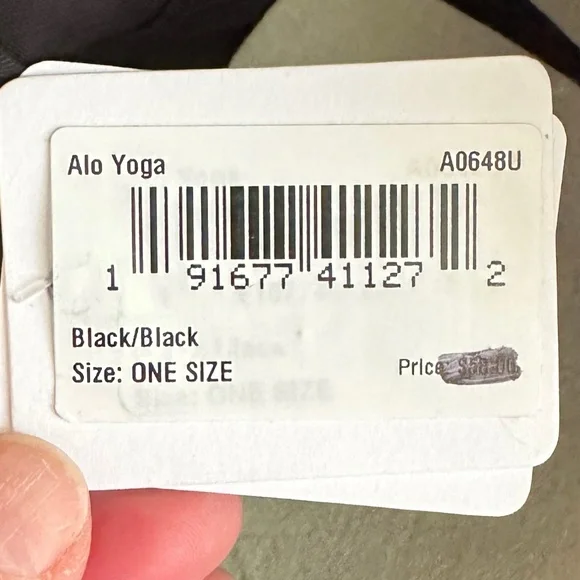 Alo Yoga A0648U
1 91677 41127 2
Black/Black
Size: ONE SIZE Price